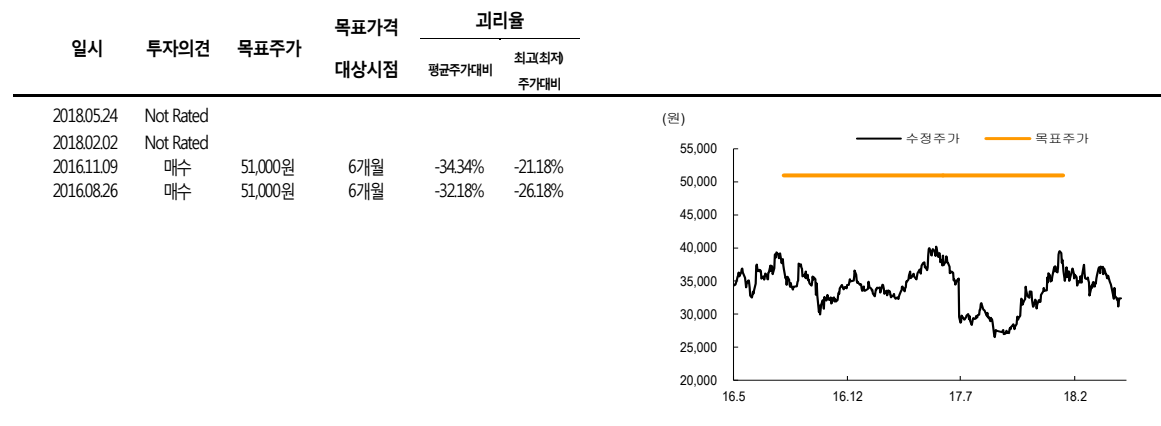 일시 투자의견 목표주가 목표가격 대상시점 괴리율
평균주가대비 최고(최저) 주가대비
2018.05.24 Not Rated
2018.02.02 Not Rated
2016.11.09 매수 51,000원 6개월 -34.34% -21.18%
2016.08.26 매수 51,000원 6개월 -32.18% -26.18%
(원)
수정주가 목표주가
55,000
50,000
45,000
40,000
35,000
30,000
25,000
20,000
16.5 16.12 17.7 18.2